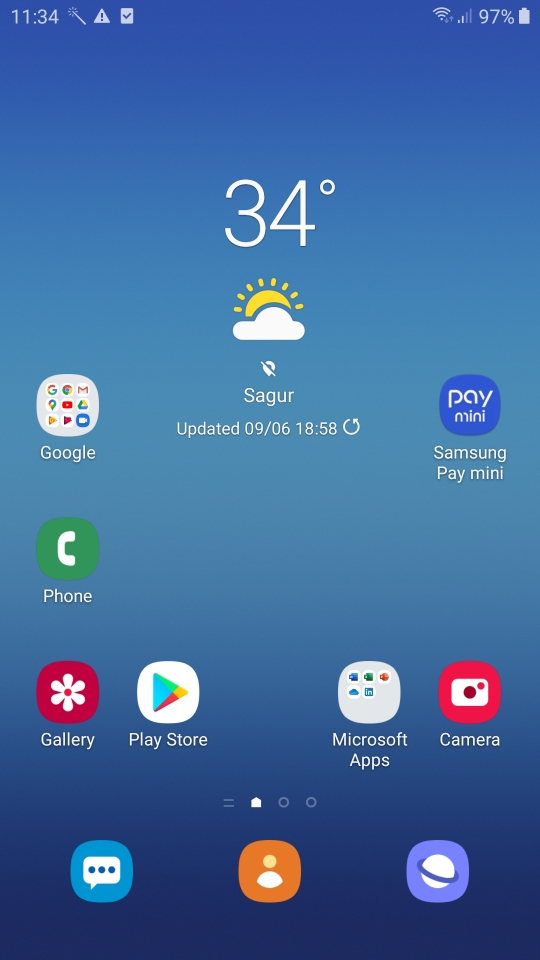 11:34
97%
34°
Sagur
Updated 09/06 18:58
Google
pay
mini
Samsung
Pay mini
Phone
Gallery
Play Store
Microsoft
Apps
Camera